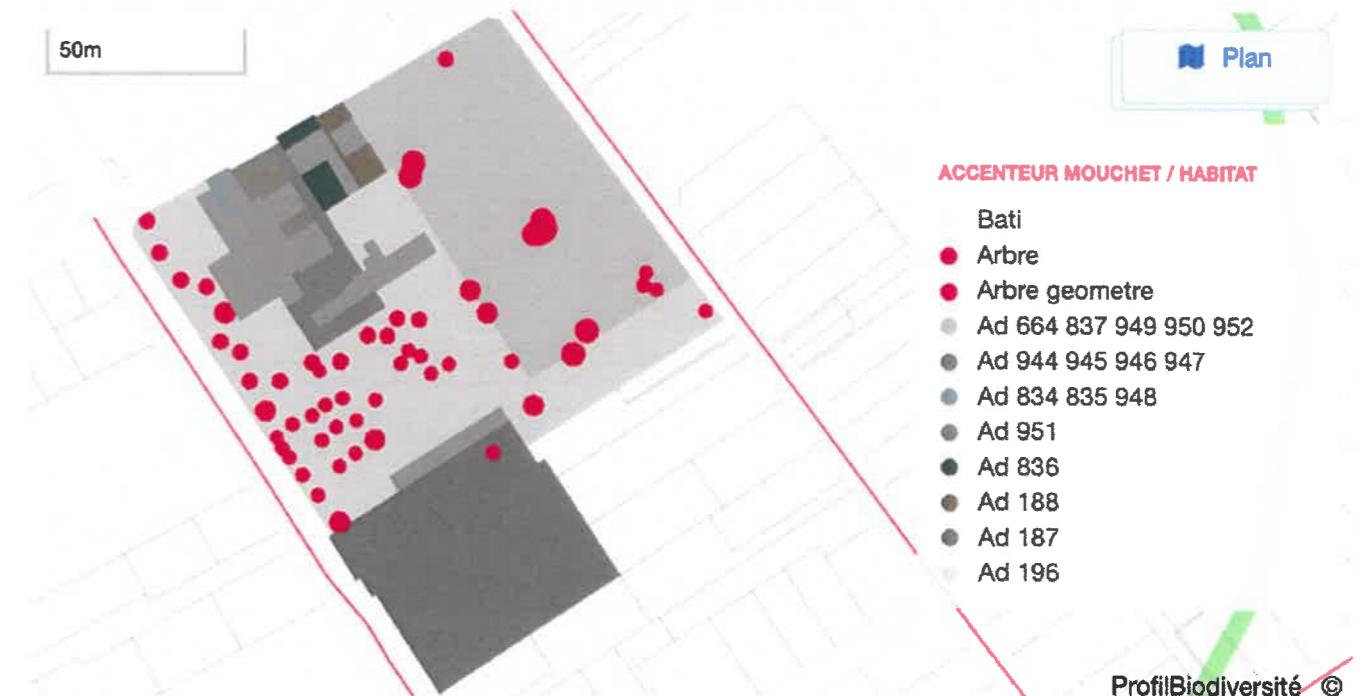 50m
Plan
ACCENTEUR MOUCHET / HABITAT
Bati
Arbre
Arbre geometre
Ad 664 837 949 950 952
Ad 944 945 946 947
Ad 834 835 948
Ad 951
Ad 836
Ad 188
Ad 187
Ad 196
ProfilBiodiversité ©